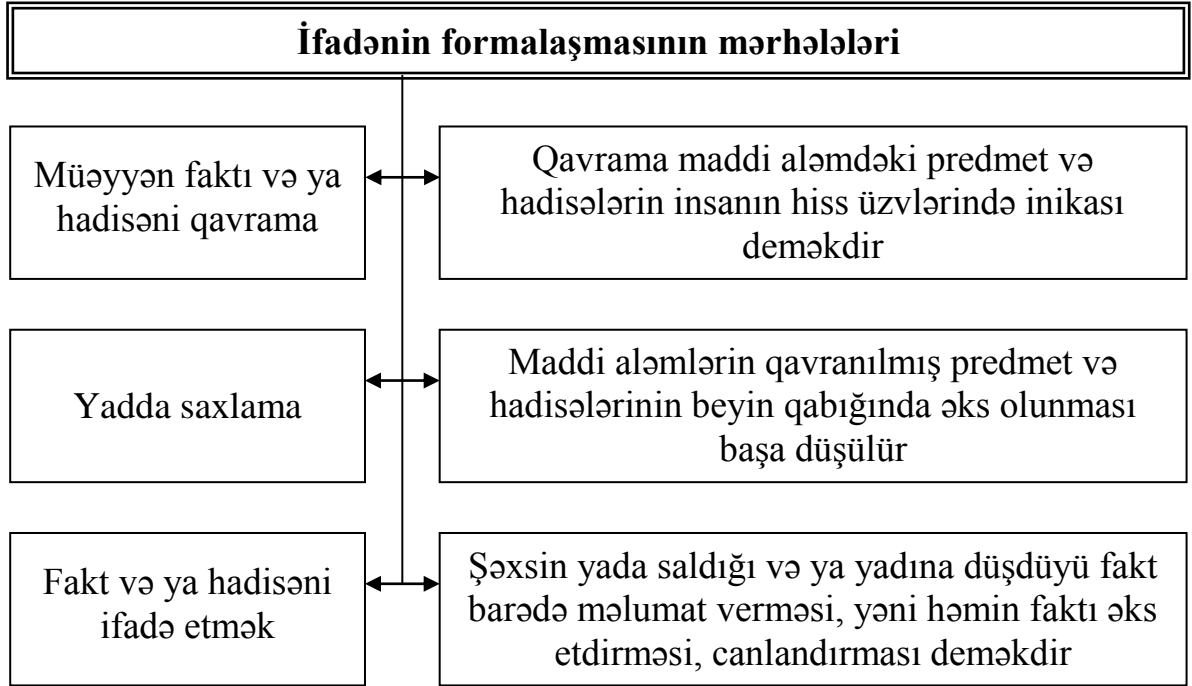 İfadənin formalaşmasının mərhələləri
Müəyyən faktı və ya
hadisəni qavrama
Qavrama maddi aləmdəki predmet və
hadisələrin insanın hiss üzvlərində inikası
deməkdir
Yadda saxlama
Maddi aləmlərin qavranılmış predmet və
hadisələrinin beyin qabığında əks olunması
başa düşülür
Fakt və ya hadisəni
ifadə etmək
Şəxsin yada saldığı və ya yadına düşdüyü fakt
barədə məlumat verməsi, yəni həmin faktı əks
etdirməsi, canlandırması deməkdir